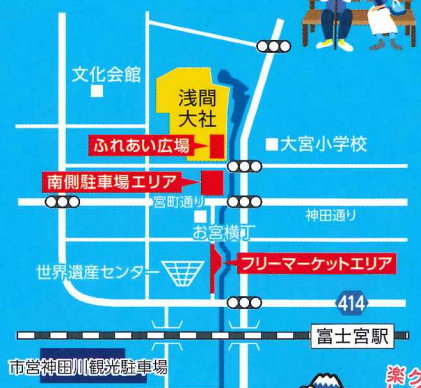 文化会館
浅間
大社
ふれあい広場
大宮小学校
南側駐車場エリア
宮町通り
神田通り
お宮横丁
世界遺産センター
フリーマーケットエリア
414
富士宮駅
市営神田川観光駐車場
楽